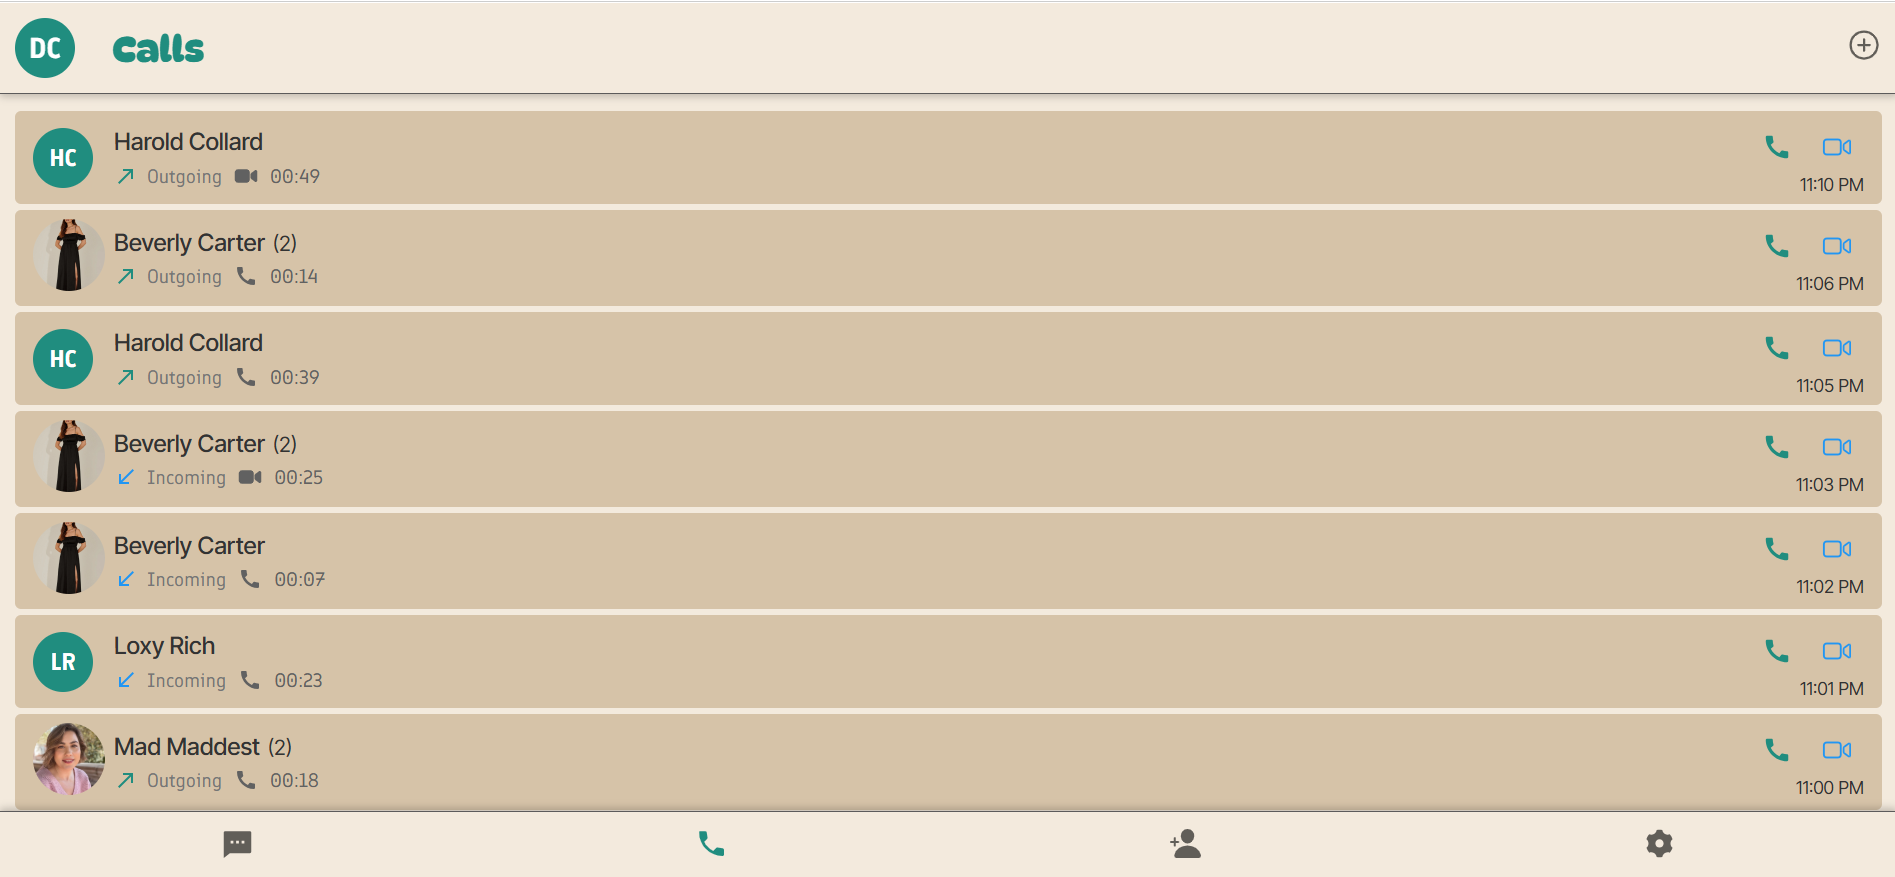 DC Calls
HC Harold Collard
Outgoing 00:49
11:10 PM
Beverly Carter (2)
Outgoing 00:14
11:06 PM
HC Harold Collard
Outgoing 00:39
11:05 PM
Beverly Carter (2)
Incoming 00:25
11:03 PM
Beverly Carter
Incoming 00:07
11:02 PM
LR Loxy Rich
Incoming 00:23
11:01 PM
Mad Maddest (2)
Outgoing 00:18
11:00 PM